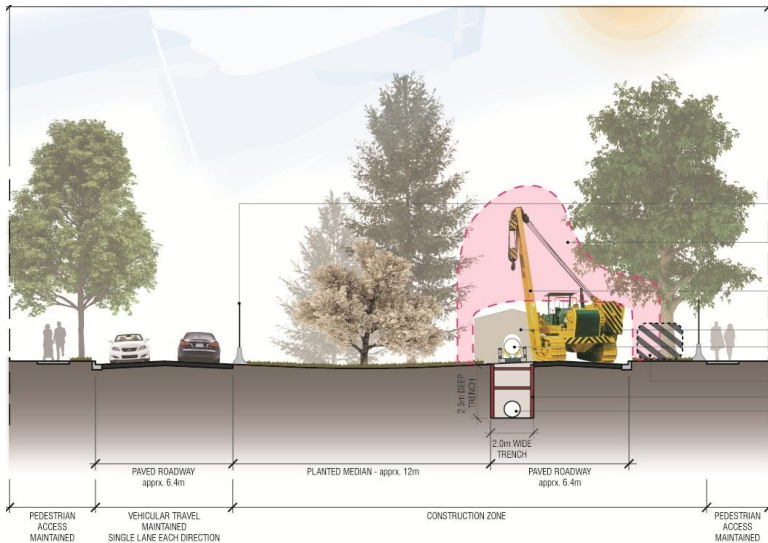 2.5m DEEP
TRENCH
2.0m WIDE
TRENCH
PAVED ROADWAY
apprx. 6.4m
PLANTED MEDIAN - apprx. 12m
PAVED ROADWAY
apprx. 6.4m
PEDESTRIAN
ACCESS
MAINTAINED
VEHICULAR TRAVEL
MAINTAINED
SINGLE LANE EACH DIRECTION
CONSTRUCTION ZONE
PEDESTRIAN
ACCESS
MAINTAINED